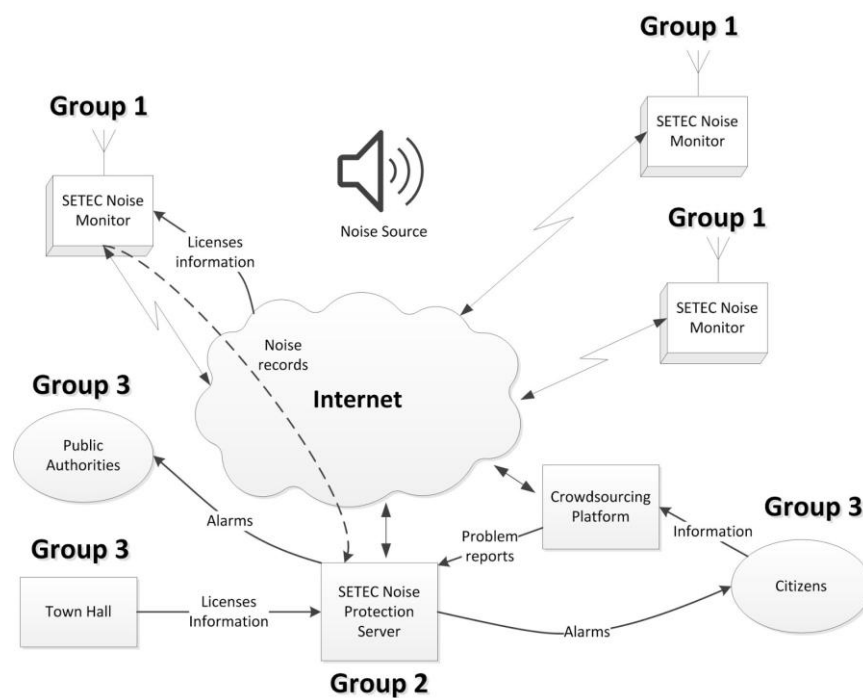 Group 1
SETEC Noise
Monitor
Group 1
SETEC Noise
Monitor
Noise Source
Group 1
SETEC Noise
Monitor
Licenses
information
Noise
records
Internet
Group 3
Public
Authorities
Alarms
Crowdsourcing
Platform
Group 3
Information
Citizens
Problem
reports
Group 3
Town Hall
Licenses
Information
SETEC Noise
Protection
Server
Alarms
Group 2